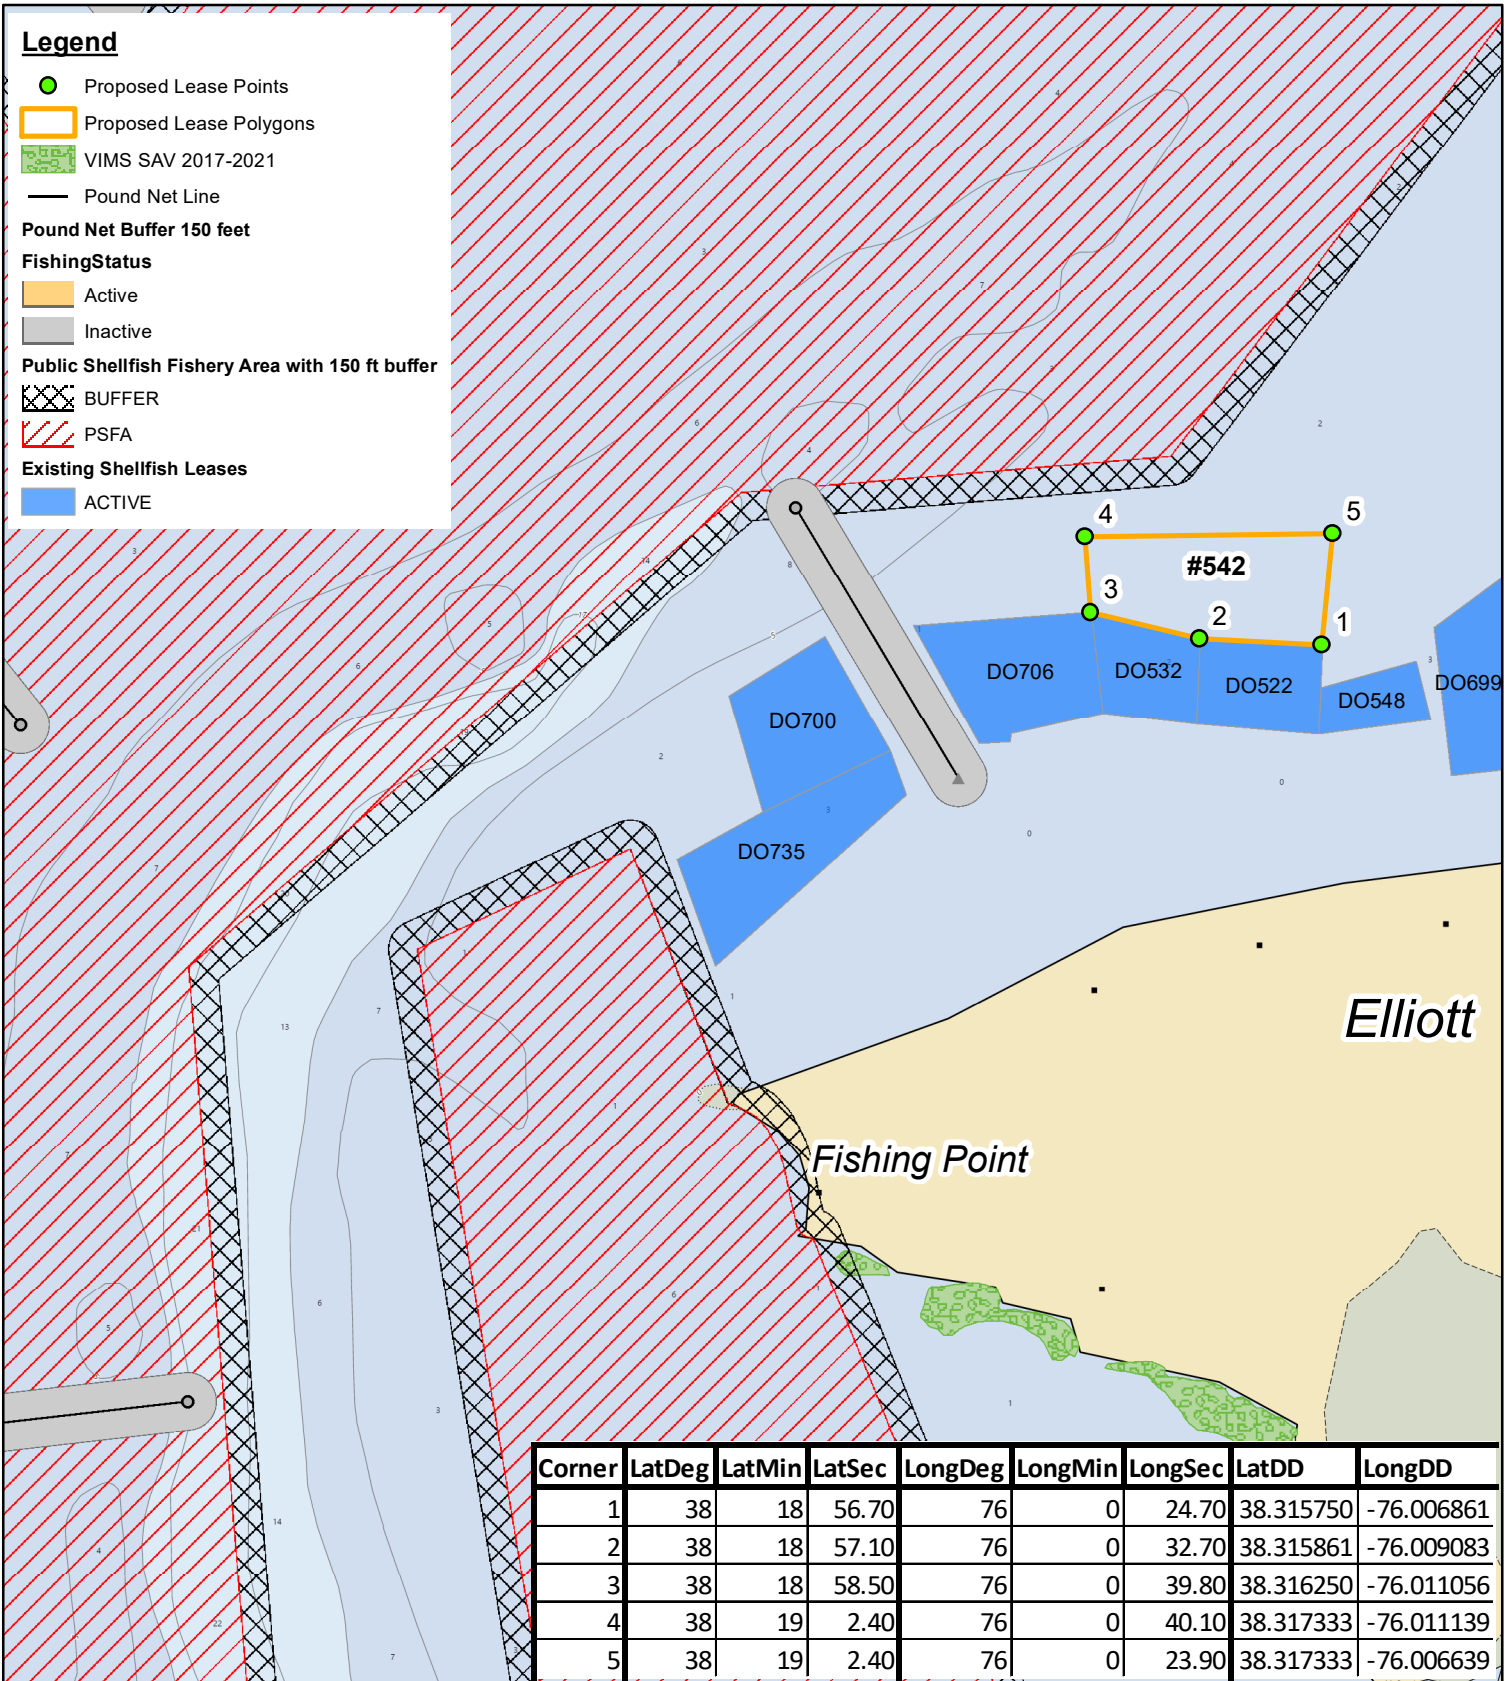 Legend
Proposed Lease Points
Proposed Lease Polygons
VIMS SAV 2017-2021
Pound Net Line
Pound Net Buffer 150 feet
FishingStatus
Active
Inactive
Public Shellfish Fishery Area with 150 ft buffer
BUFFER
PSFA
Existing Shellfish Leases
ACTIVE
4
5
#542
3
2
1
DO706
DO532
DO522
DO548
DO699
DO700
DO735
Elliott
Fishing Point
Corner LatDeg LatMin LatSec LongDeg LongMin LongSec LatDD LongDD
1 38 18 56.70 76 0 24.70 38.315750 -76.006861
2 38 18 57.10 76 0 32.70 38.315861 -76.009083
3 38 18 58.50 76 0 39.80 38.316250 -76.011056
4 38 19 2.40 76 0 40.10 38.317333 -76.011139
5 38 19 2.40 76 0 23.90 38.317333 -76.006639